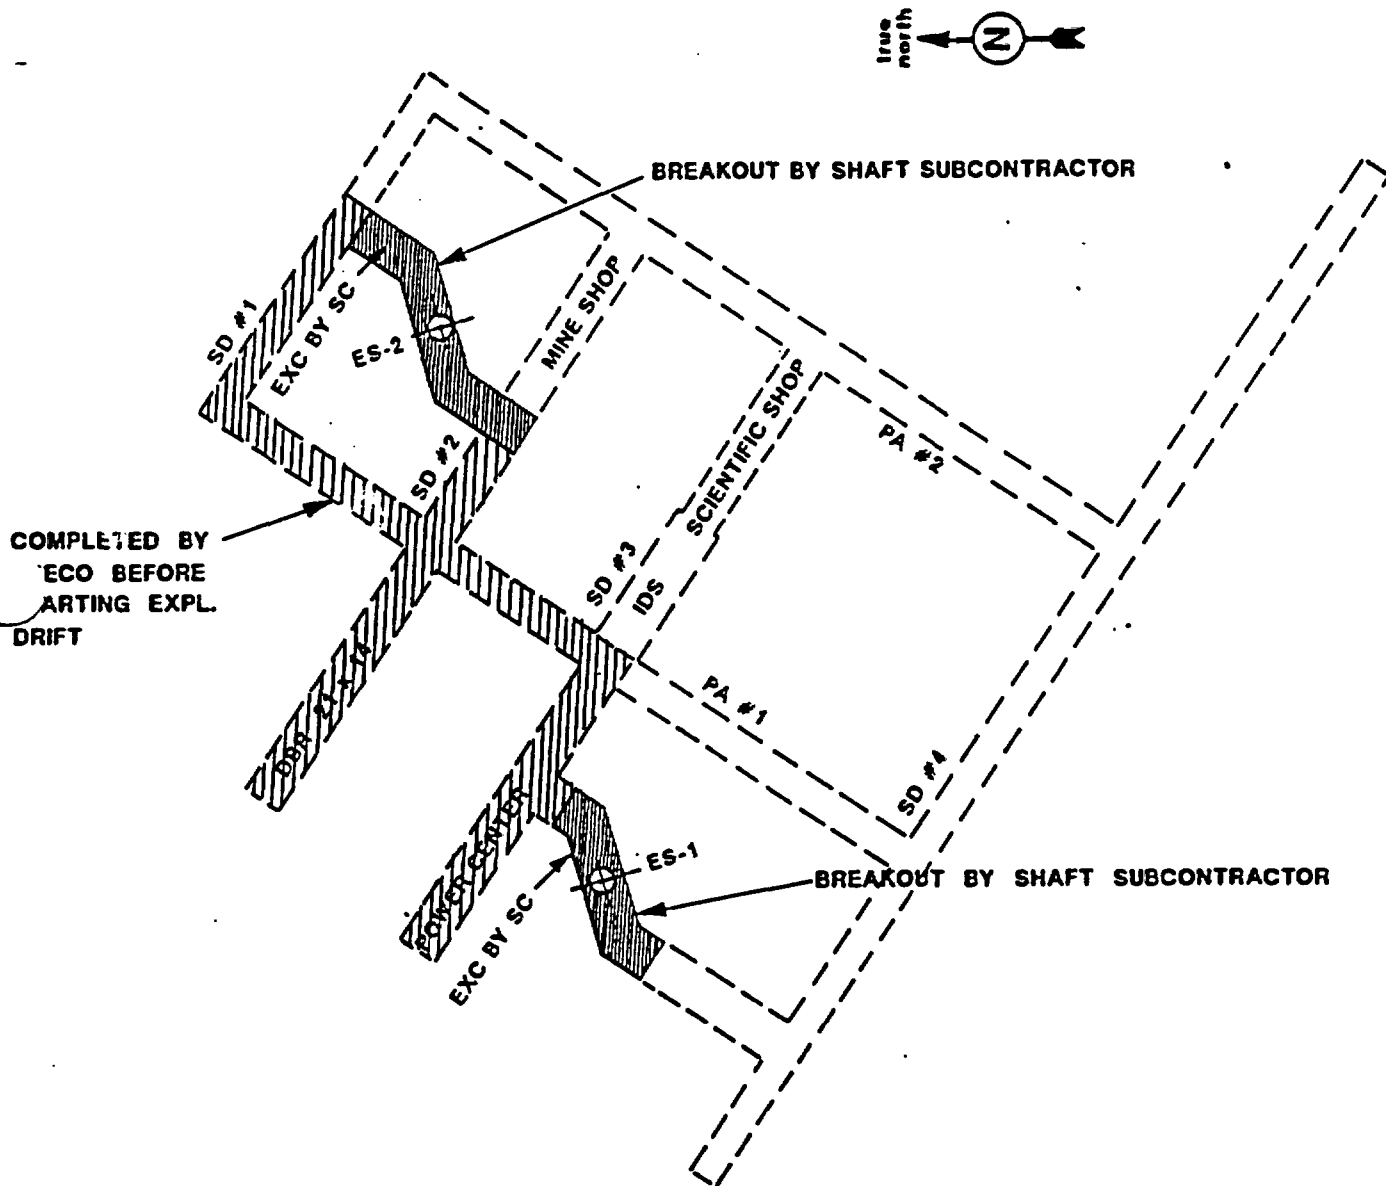 true
north
N
BREAKOUT BY SHAFT SUBCONTRACTOR
SD #1
EXC BY SC
ES-2
MINE SHOP
SD #2
SCIENTIFIC SHOP
PA #2
COMPLETED BY
ECO BEFORE
ARTING EXPL.
DRIFT
SD #3
IDS
PA #1
SD #4
POWER CENTER
ES-1
EXC BY SC
BREAKOUT BY SHAFT SUBCONTRACTOR